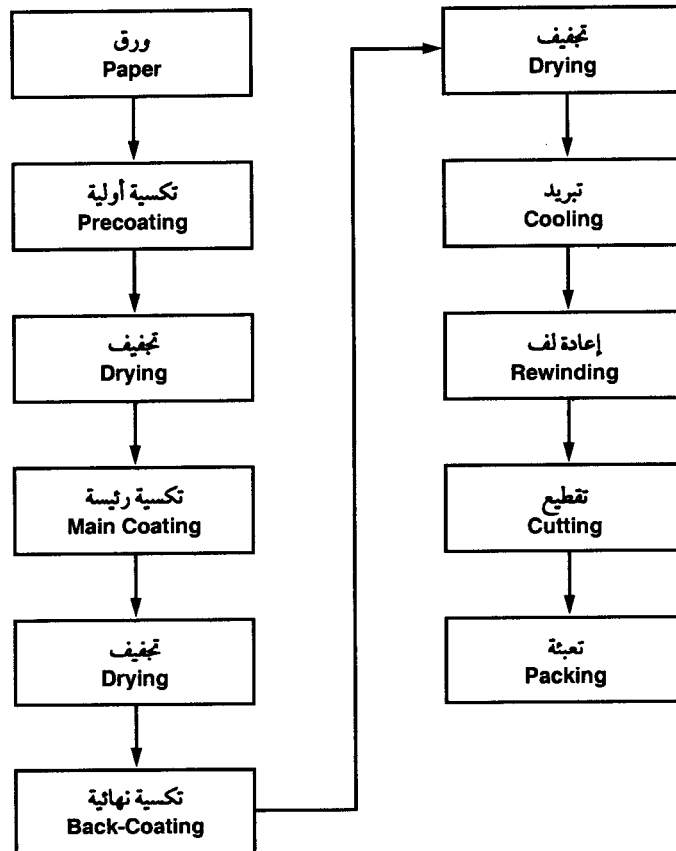 ورق
Paper
تكسية أولية
Precoating
تجفيف
Drying
تكسية رئيسة
Main Coating
تجفيف
Drying
تكسية نهائية
Back-Coating
تجفيف
Drying
تبريد
Cooling
إعادة لف
Rewinding
تقطيع
Cutting
تعبئة
Packing